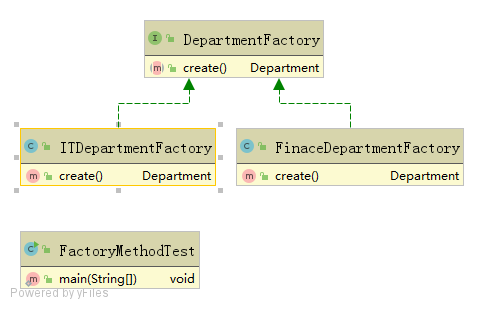 DepartmentFactory
create() Department
ITDepartmentFactory
create() Department
FinaceDepartmentFactory
create() Department
FactoryMethodTest
main(String[]) void
Powered by yFiles